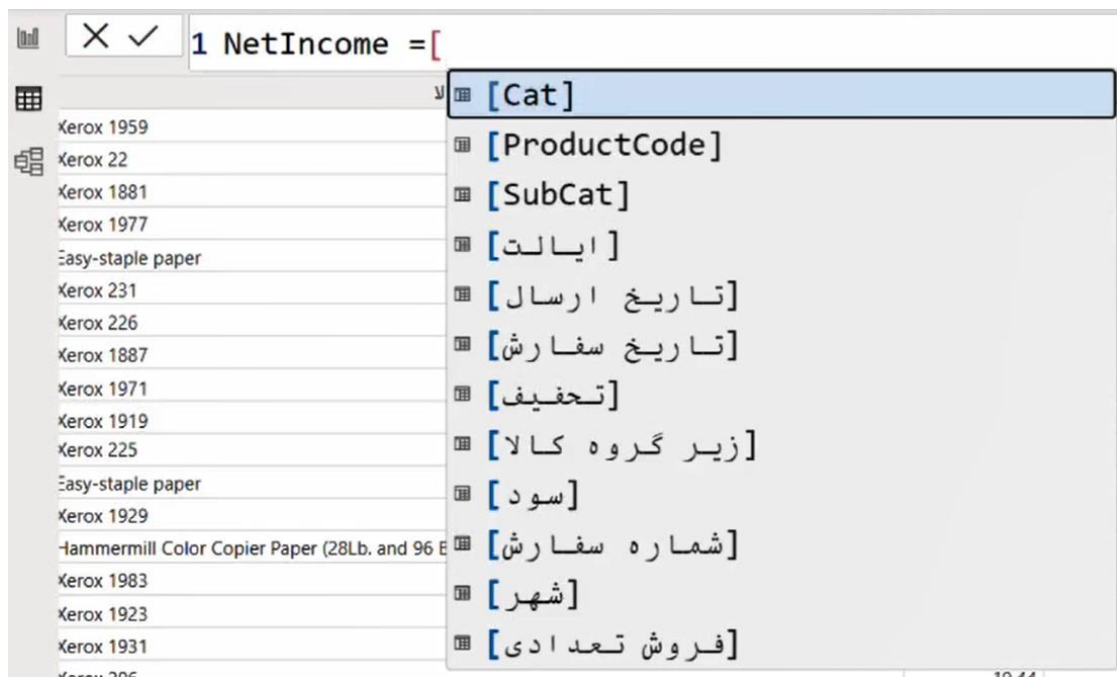 1 NetIncome =[
لا
[Cat]
[ProductCode]
[SubCat]
[ایالت]
[تاریخ ارسال]
[تاریخ سفارش]
[تحفیف]
[زیر گروه کالا]
[سود]
[شماره سفارش]
[شهر]
[فروش تعدادی]
Xerox 1959
Xerox 22
Xerox 1881
Xerox 1977
Easy-staple paper
Xerox 231
Xerox 226
Xerox 1887
Xerox 1971
Xerox 1919
Xerox 225
Easy-staple paper
Xerox 1929
Hammermill Color Copier Paper (28Lb. and 96 B
Xerox 1983
Xerox 1923
Xerox 1931